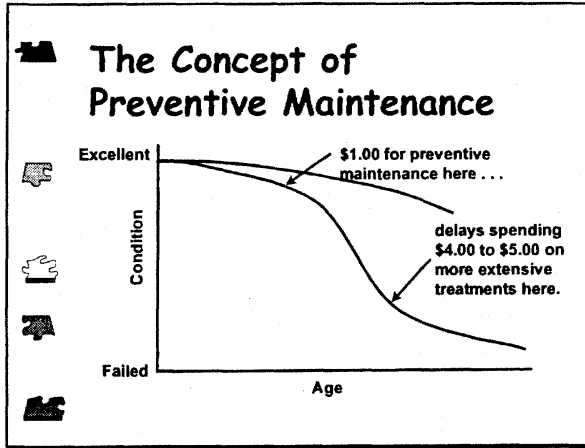 The Concept of
Preventive Maintenance
Excellent
$1.00 for preventive
maintenance here . . .
Condition
delays spending
$4.00 to $5.00 on
more extensive
treatments here.
Failed
Age